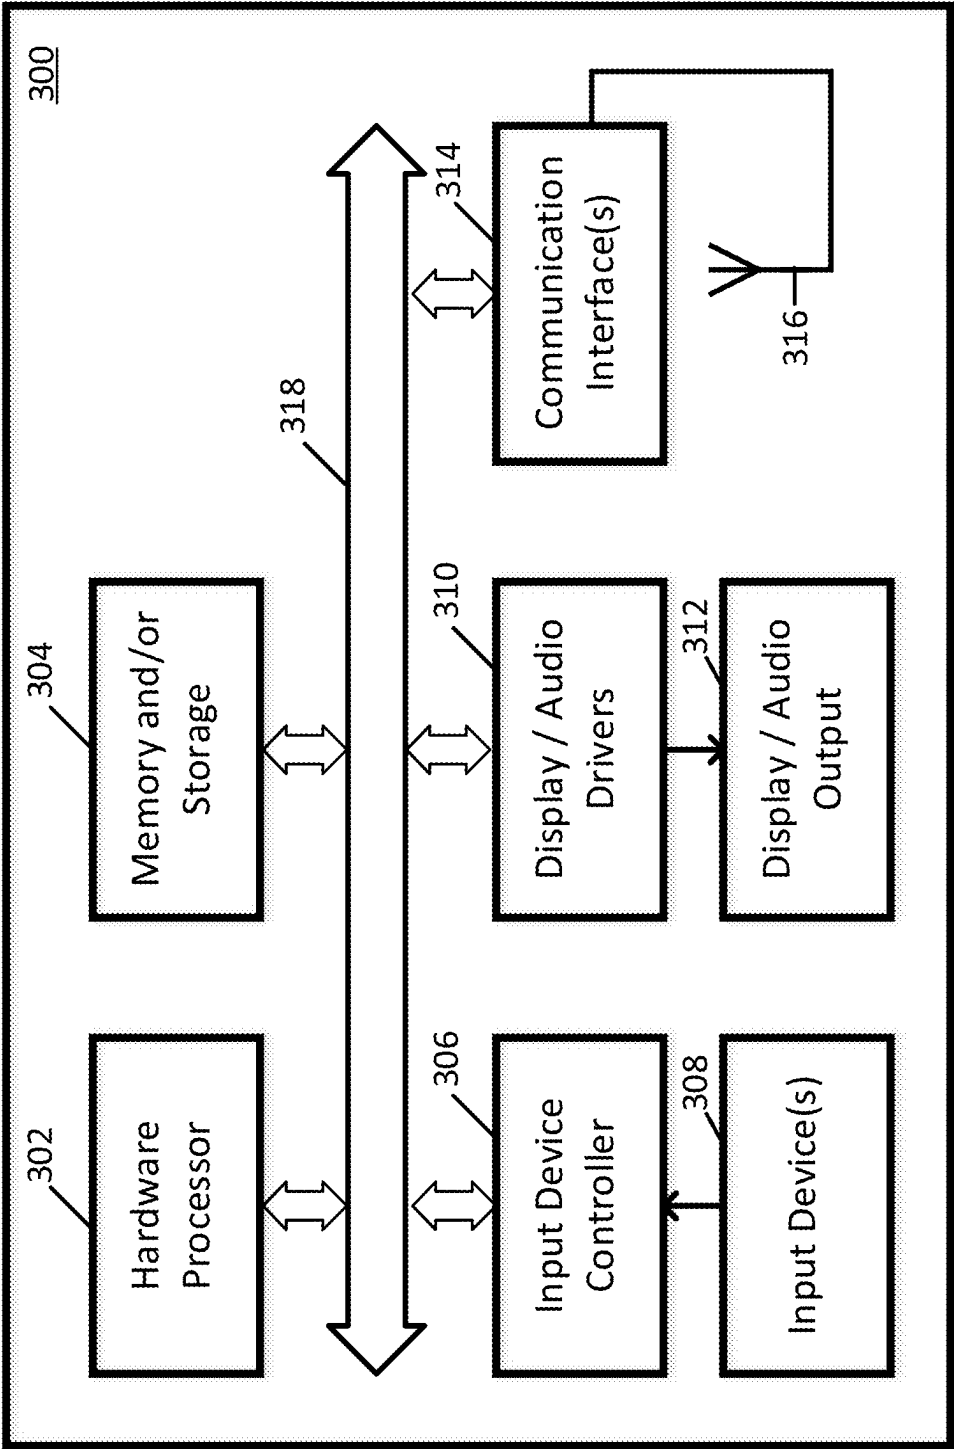 300
302
Hardware
Processor
304
Memory and/or
Storage
318
306
Input Device
Controller
310
Display / Audio
Drivers
314
Communication
Interface(s)
308
Input Device(s)
312
Display / Audio
Output
316